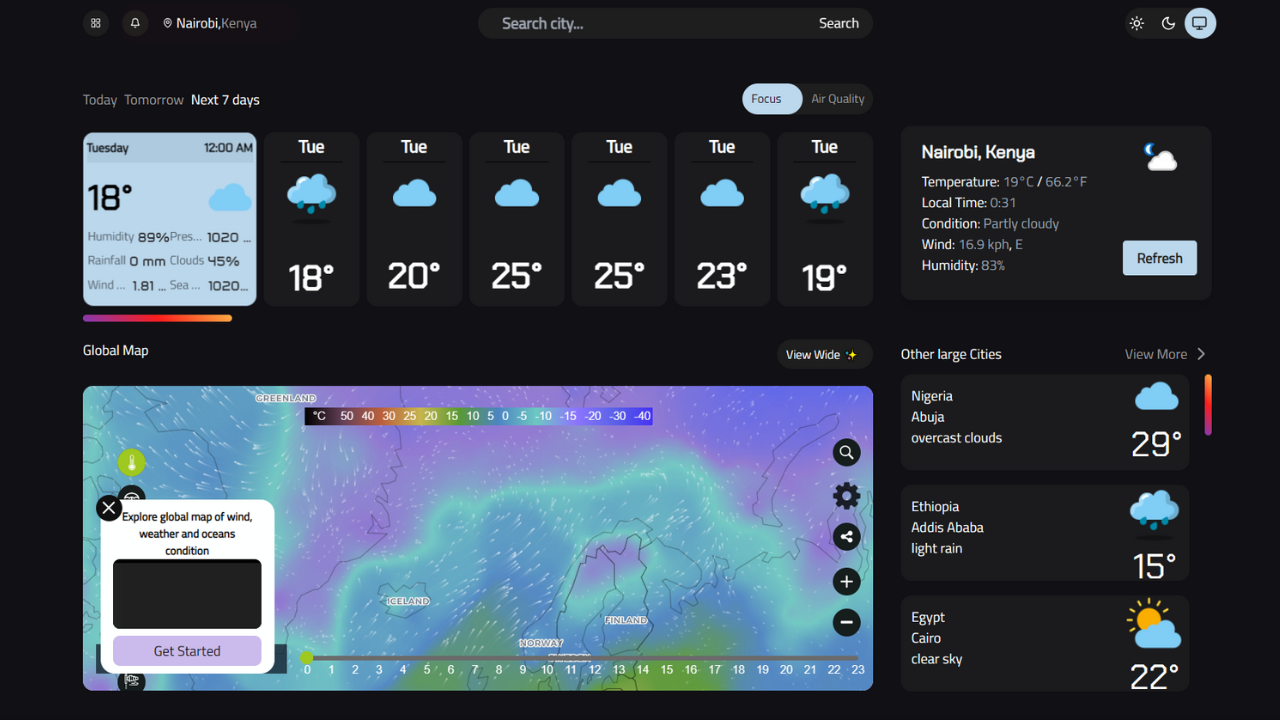 Nairobi,Kenya
Search city...
Search
Today Tomorrow Next 7 days
Focus
Air Quality
Tuesday 12:00 AM
18°
Humidity 89% Pres... 1020 ...
Rainfall 0 mm Clouds 45%
Wind ... 1.81 ... Sea ... 1020...
Tue
18°
Tue
20°
Tue
25°
Tue
25°
Tue
23°
Tue
19°
Nairobi, Kenya
Temperature: 19°C / 66.2°F
Local Time: 0:31
Condition: Partly cloudy
Wind: 16.9 kph, E
Humidity: 83%
Refresh
Global Map
View Wide ✨
GREENLAND
°C 50 40 30 25 20 15 10 5 0 -5 -10 -15 -20 -30 -40
Explore global map of wind,
weather and oceans
condition
Get Started
ICELAND
FINLAND
NORWAY
0 1 2 3 4 5 6 7 8 9 10 11 12 13 14 15 16 17 18 19 20 21 22 23
Other large Cities
View More
Nigeria
Abuja
overcast clouds
29°
Ethiopia
Addis Ababa
light rain
15°
Egypt
Cairo
clear sky
22°